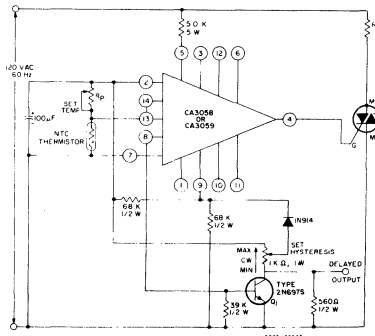 5.0 K
5 W
R
5
3
12
6
120 VAC
60 Hz
2
RP
14
SET
TEMP
100µF
13
CA3058
OR
CA3059
4
M
NTC
THERMISTOR
8
G
M
7
1
9
10
11
68 K
1/2 W
68 K
1/2 W
1N914
MAX
CW
MIN
SET
HYSTERESIS
1 K Ω, 1W
DELAYED
OUTPUT
TYPE
2N6975
Q1
39 K
1/2 W
560Ω
1/2 W